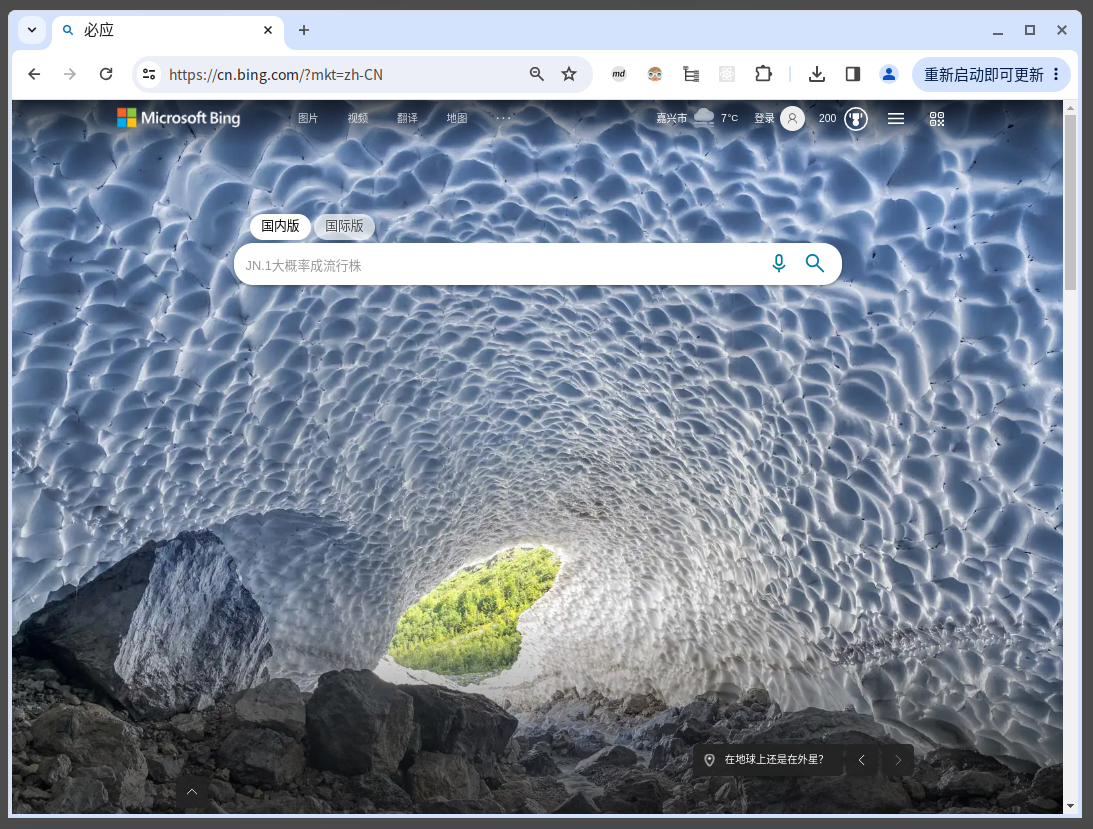 必应
https://cn.bing.com/?mkt=zh-CN
md
重新启动即可更新
Microsoft Bing
图片 视频 翻译 地图 ...
嘉兴市 7°C 登录 200
国内版 国际版
JN.1大概率成流行株
在地球上还是在外星?